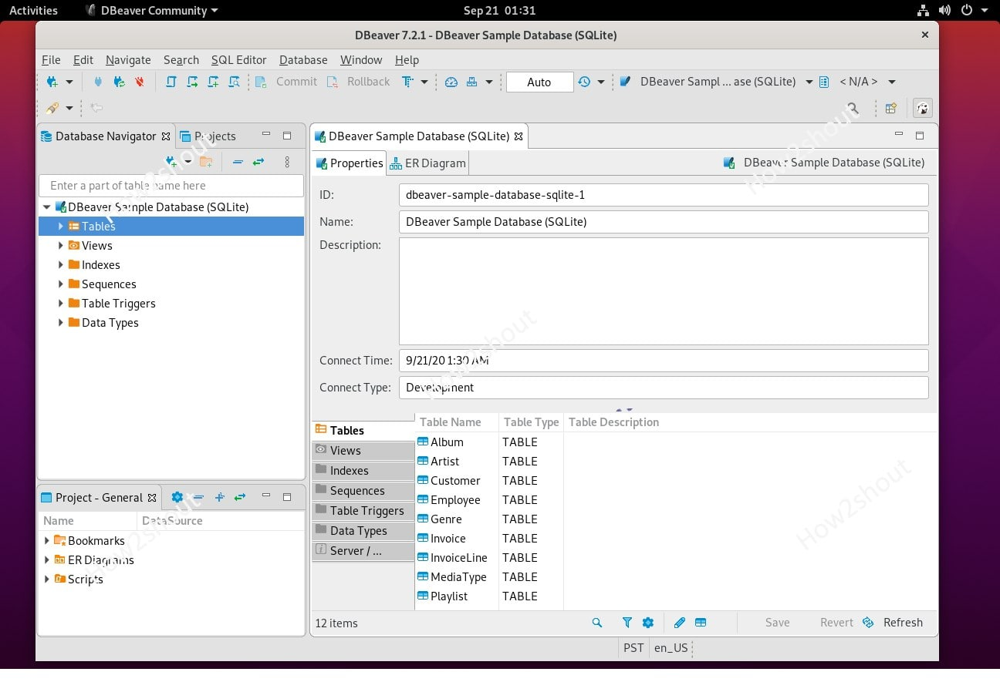 Activities DBeaver Community Sep 21 01:31
DBeaver 7.2.1 - DBeaver Sample Database (SQLite)
File Edit Navigate Search SQL Editor Database Window Help
Commit Rollback Auto DBeaver Sampl ... ase (SQLite) < N/A >
Database Navigator Projects
Enter a part of table name here
DBeaver Sample Database (SQLite)
Tables
Views
Indexes
Sequences
Table Triggers
Data Types
Project - General
Name DataSource
Bookmarks
ER Diagrams
Scripts
DBeaver Sample Database (SQLite)
Properties ER Diagram DBeaver Sample Database (SQLite)
ID: dbeaver-sample-database-sqlite-1
Name: DBeaver Sample Database (SQLite)
Description:
Connect Time: 9/21/20 1:30 AM
Connect Type: Development
Tables
Views
Indexes
Sequences
Table Triggers
Data Types
Server / ...
Table Name Table Type Table Description
Album TABLE
Artist TABLE
Customer TABLE
Employee TABLE
Genre TABLE
Invoice TABLE
InvoiceLine TABLE
MediaType TABLE
Playlist TABLE
12 items Save Revert Refresh
PST en_US
How2shout
How2shout
How2shout
How2shout
How2shout